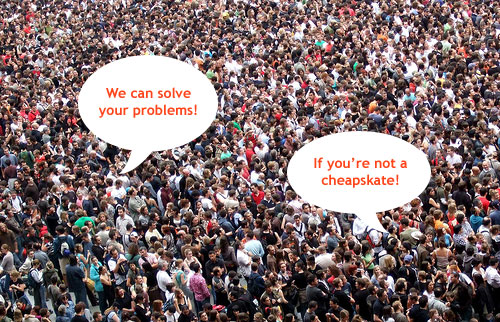 We can solve
your problems!
If you're not a
cheapskate!